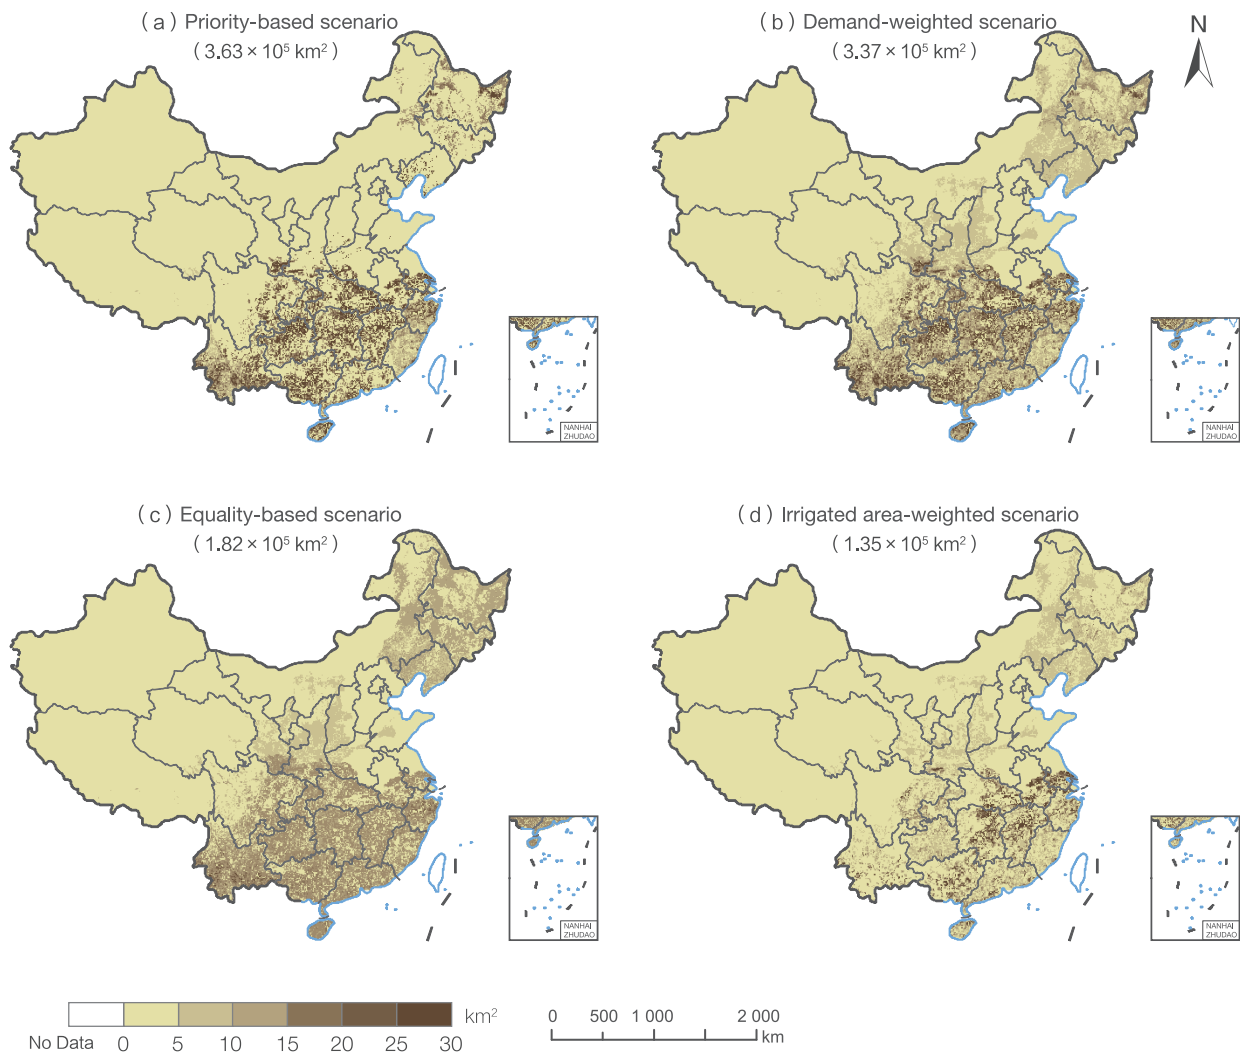 ( a ) Priority-based scenario
( 3.63 × 10⁵ km² )
( b ) Demand-weighted scenario
( 3.37 × 10⁵ km² )
N
NANHAI
ZHUDAO
NANHAI
ZHUDAO
( c ) Equality-based scenario
( 1.82 × 10⁵ km² )
( d ) Irrigated area-weighted scenario
( 1.35 × 10⁵ km² )
NANHAI
ZHUDAO
NANHAI
ZHUDAO
km²
No Data 0 5 10 15 20 25 30
0 500 1 000 2 000
km